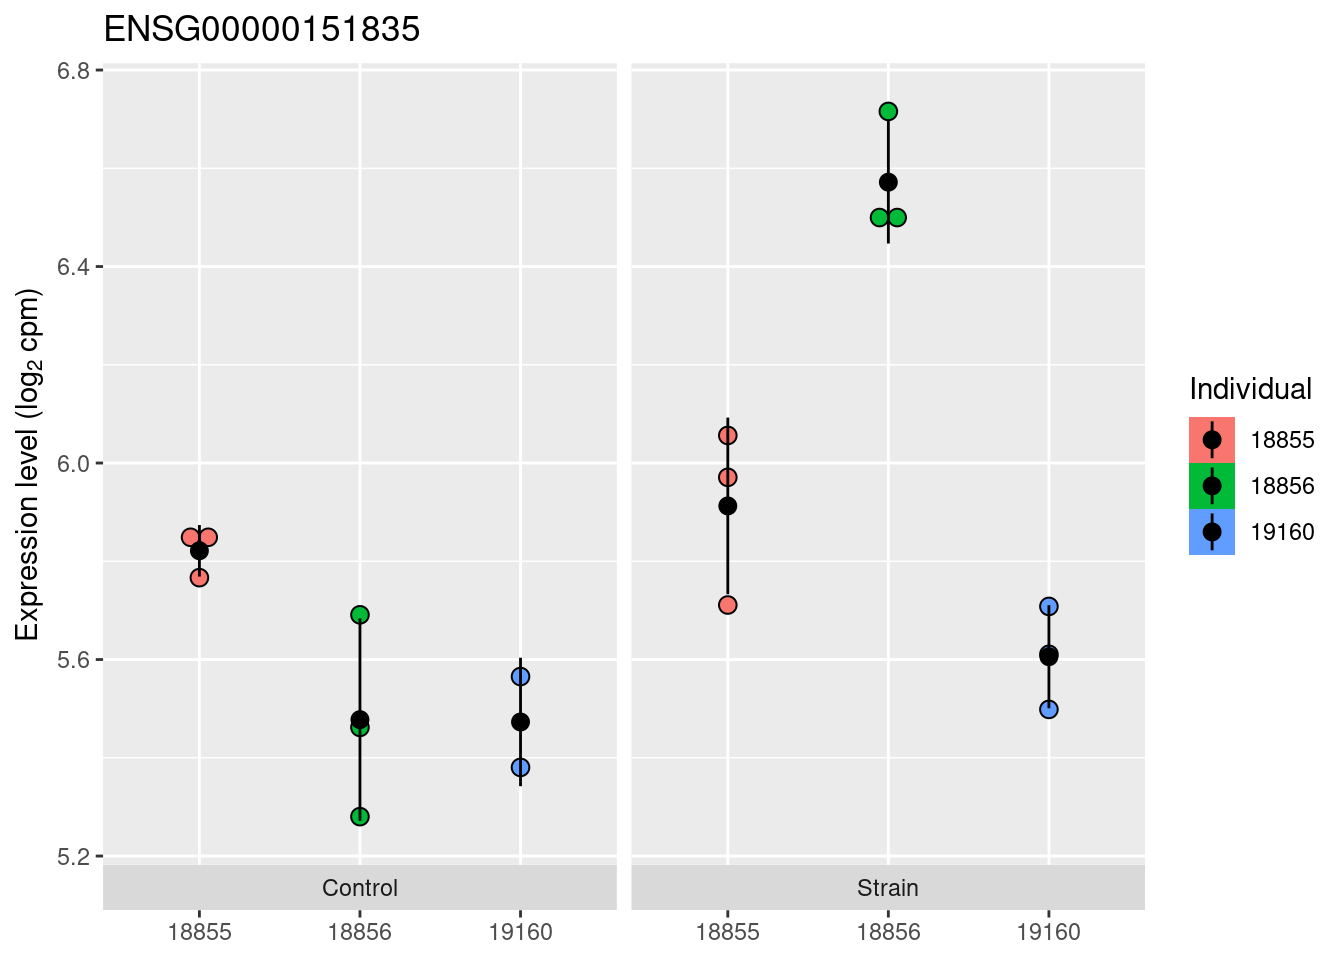 ENSG00000151835
Expression level (log₂ cpm)
6.8
6.4
6.0
5.6
5.2
Control
Strain
18855
18856
19160
18855
18856
19160
Individual
18855
18856
19160